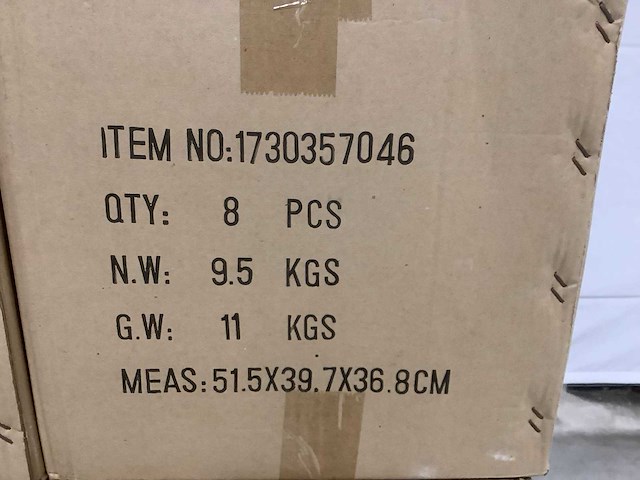 ITEM NO:1730357046
QTY: 8 PCS
N.W: 9.5 KGS
G.W: 11 KGS
MEAS:51.5X39.7X36.8CM